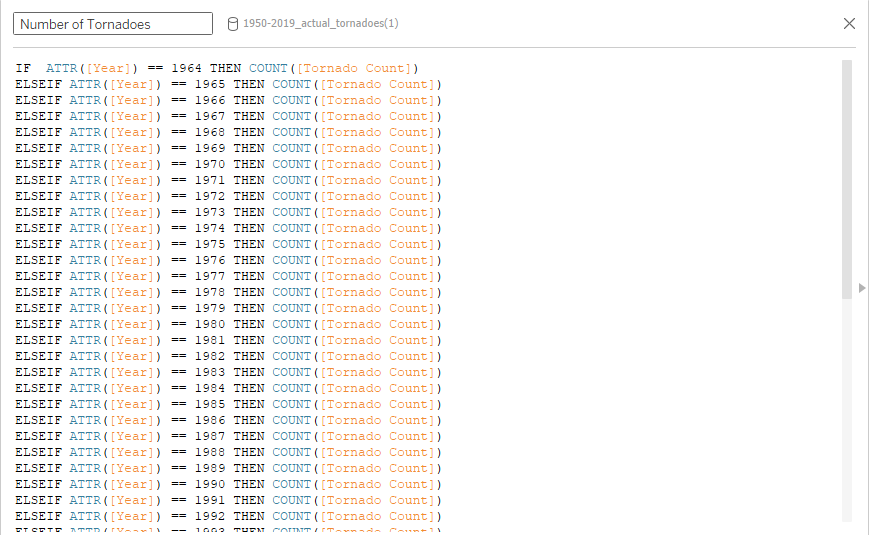 Number of Tornadoes
1950-2019_actual_tornadoes(1)
IF  ATTR([Year]) == 1964 THEN COUNT([Tornado Count])
ELSEIF ATTR([Year]) == 1965 THEN COUNT([Tornado Count])
ELSEIF ATTR([Year]) == 1966 THEN COUNT([Tornado Count])
ELSEIF ATTR([Year]) == 1967 THEN COUNT([Tornado Count])
ELSEIF ATTR([Year]) == 1968 THEN COUNT([Tornado Count])
ELSEIF ATTR([Year]) == 1969 THEN COUNT([Tornado Count])
ELSEIF ATTR([Year]) == 1970 THEN COUNT([Tornado Count])
ELSEIF ATTR([Year]) == 1971 THEN COUNT([Tornado Count])
ELSEIF ATTR([Year]) == 1972 THEN COUNT([Tornado Count])
ELSEIF ATTR([Year]) == 1973 THEN COUNT([Tornado Count])
ELSEIF ATTR([Year]) == 1974 THEN COUNT([Tornado Count])
ELSEIF ATTR([Year]) == 1975 THEN COUNT([Tornado Count])
ELSEIF ATTR([Year]) == 1976 THEN COUNT([Tornado Count])
ELSEIF ATTR([Year]) == 1977 THEN COUNT([Tornado Count])
ELSEIF ATTR([Year]) == 1978 THEN COUNT([Tornado Count])
ELSEIF ATTR([Year]) == 1979 THEN COUNT([Tornado Count])
ELSEIF ATTR([Year]) == 1980 THEN COUNT([Tornado Count])
ELSEIF ATTR([Year]) == 1981 THEN COUNT([Tornado Count])
ELSEIF ATTR([Year]) == 1982 THEN COUNT([Tornado Count])
ELSEIF ATTR([Year]) == 1983 THEN COUNT([Tornado Count])
ELSEIF ATTR([Year]) == 1984 THEN COUNT([Tornado Count])
ELSEIF ATTR([Year]) == 1985 THEN COUNT([Tornado Count])
ELSEIF ATTR([Year]) == 1986 THEN COUNT([Tornado Count])
ELSEIF ATTR([Year]) == 1987 THEN COUNT([Tornado Count])
ELSEIF ATTR([Year]) == 1988 THEN COUNT([Tornado Count])
ELSEIF ATTR([Year]) == 1989 THEN COUNT([Tornado Count])
ELSEIF ATTR([Year]) == 1990 THEN COUNT([Tornado Count])
ELSEIF ATTR([Year]) == 1991 THEN COUNT([Tornado Count])
ELSEIF ATTR([Year]) == 1992 THEN COUNT([Tornado Count])
ELSEIF ATTR([Year]) == 1993 THEN COUNT([Tornado Count])